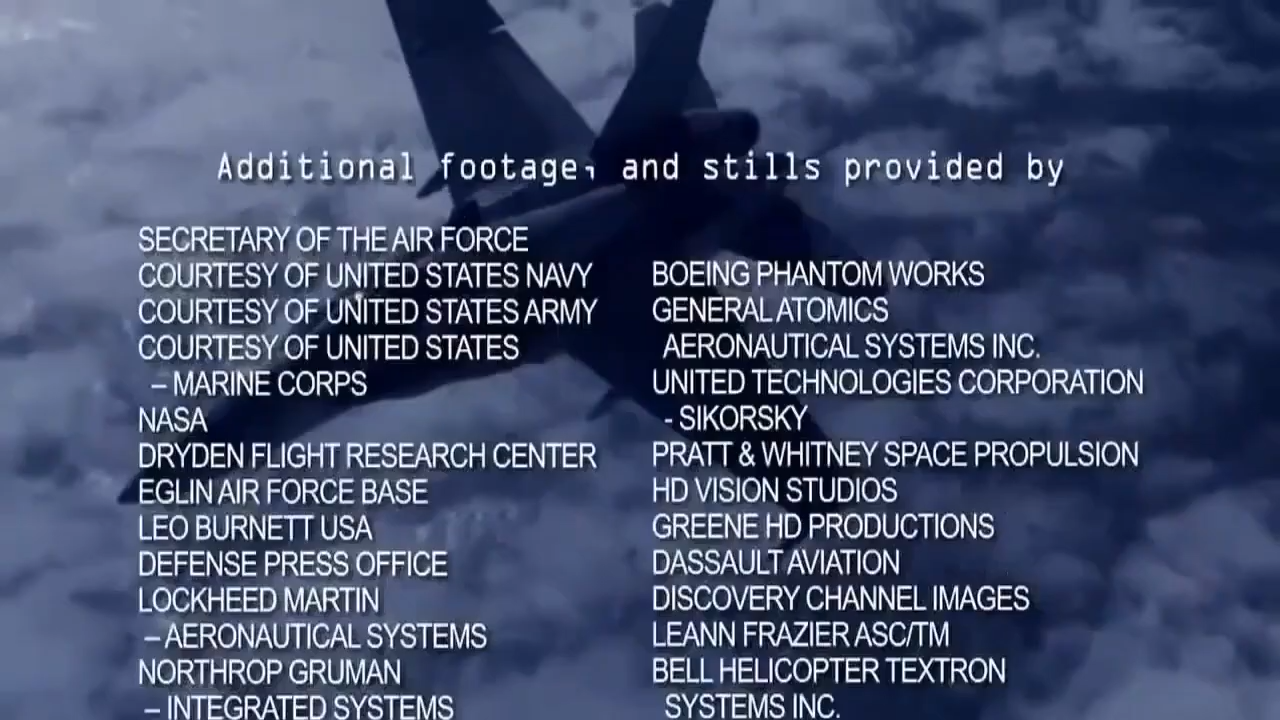 Additional footage, and stills provided by
SECRETARY OF THE AIR FORCE
COURTESY OF UNITED STATES NAVY
COURTESY OF UNITED STATES ARMY
COURTESY OF UNITED STATES
– MARINE CORPS
NASA
DRYDEN FLIGHT RESEARCH CENTER
EGLIN AIR FORCE BASE
LEO BURNETT USA
DEFENSE PRESS OFFICE
LOCKHEED MARTIN
– AERONAUTICAL SYSTEMS
NORTHROP GRUMAN
– INTEGRATED SYSTEMS
BOEING PHANTOM WORKS
GENERAL ATOMICS
AERONAUTICAL SYSTEMS INC.
UNITED TECHNOLOGIES CORPORATION
- SIKORSKY
PRATT & WHITNEY SPACE PROPULSION
HD VISION STUDIOS
GREENE HD PRODUCTIONS
DASSAULT AVIATION
DISCOVERY CHANNEL IMAGES
LEANN FRAZIER ASC/TM
BELL HELICOPTER TEXTRON
SYSTEMS INC.